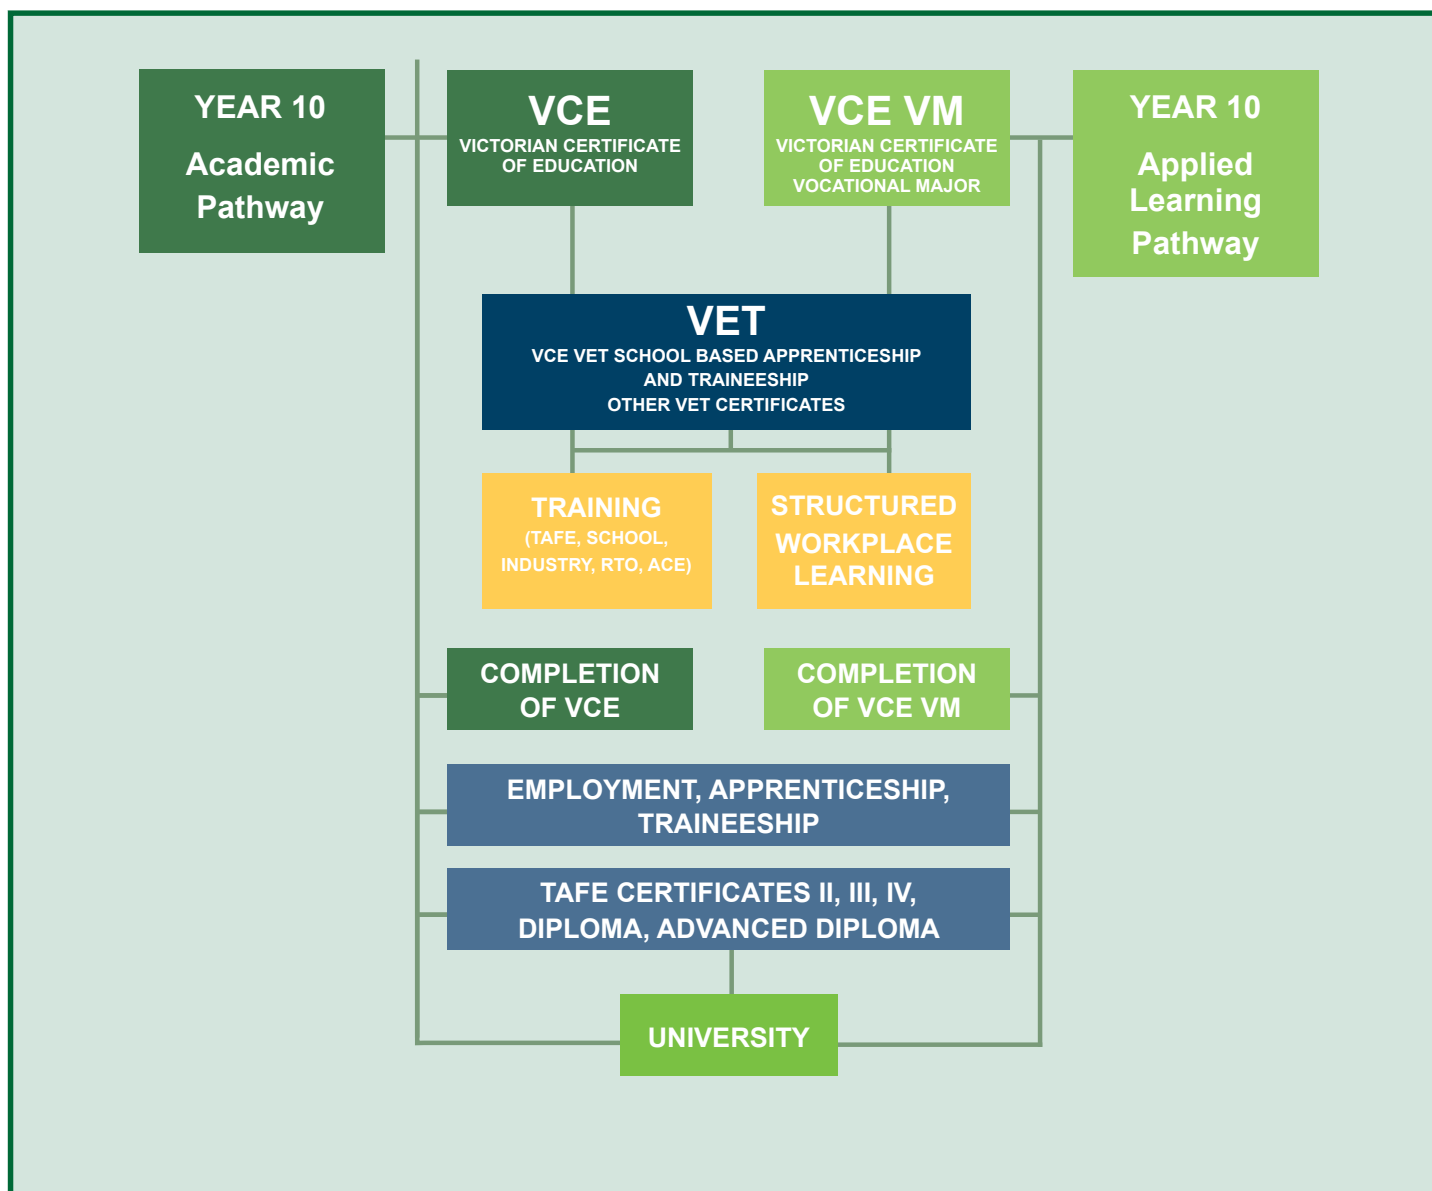 YEAR 10
Academic
Pathway
VCE
VICTORIAN CERTIFICATE
OF EDUCATION
VCE VM
VICTORIAN CERTIFICATE
OF EDUCATION
VOCATIONAL MAJOR
YEAR 10
Applied
Learning
Pathway
VET
VCE VET SCHOOL BASED APPRENTICESHIP
AND TRAINEESHIP
OTHER VET CERTIFICATES
TRAINING
(TAFE, SCHOOL,
INDUSTRY, RTO, ACE)
STRUCTURED
WORKPLACE
LEARNING
COMPLETION
OF VCE
COMPLETION
OF VCE VM
EMPLOYMENT, APPRENTICESHIP,
TRAINEESHIP
TAFE CERTIFICATES II, III, IV,
DIPLOMA, ADVANCED DIPLOMA
UNIVERSITY